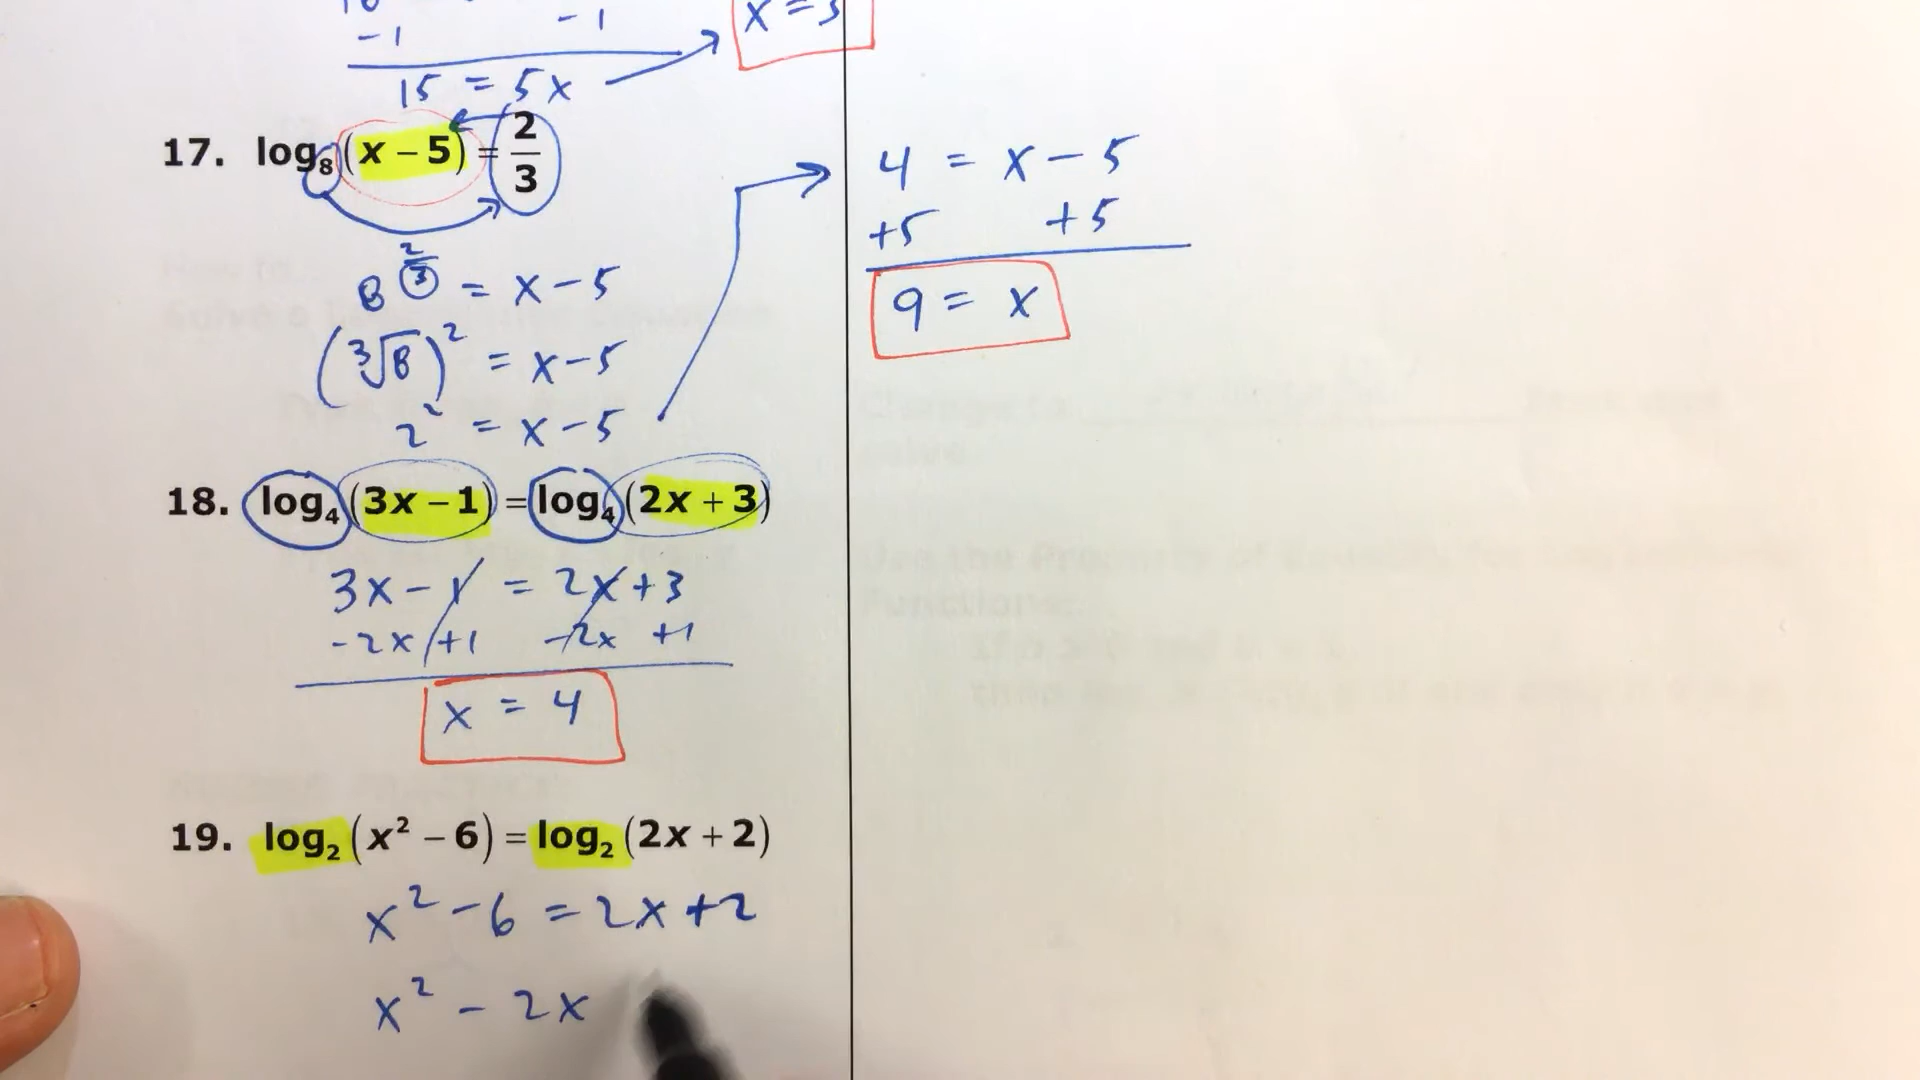 -1 -1
x = 3
15 = 5x
17. log₈(x – 5) = 2/3
8^(2/3) = x – 5
(³√8)² = x – 5
2² = x – 5
4 = x – 5
+5 +5
9 = x
18. log₄(3x – 1) = log₄(2x + 3)
3x – 1 = 2x + 3
-2x +1 -2x +1
x = 4
19. log₂(x² – 6) = log₂(2x + 2)
x² – 6 = 2x + 2
x² – 2x